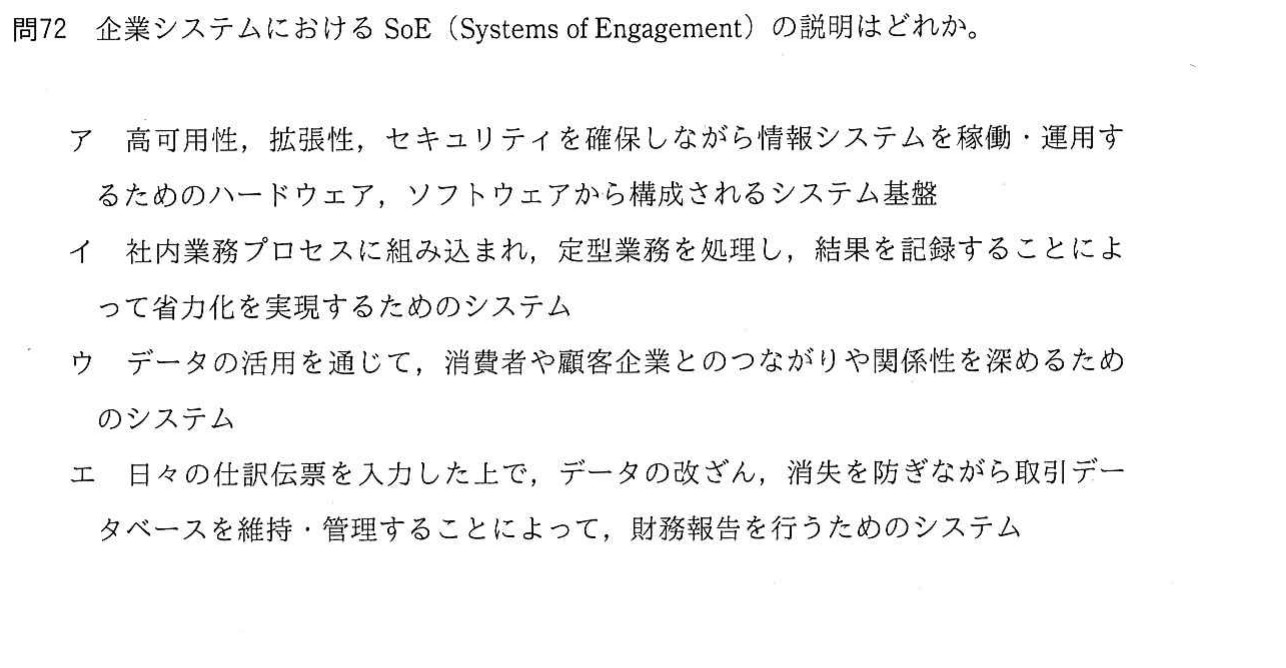 問72 企業システムにおける SoE（Systems of Engagement）の説明はどれか。
ア 高可用性，拡張性，セキュリティを確保しながら情報システムを稼働・運用す
るためのハードウェア，ソフトウェアから構成されるシステム基盤
イ 社内業務プロセスに組み込まれ，定型業務を処理し，結果を記録することによ
って省力化を実現するためのシステム
ウ データの活用を通じて，消費者や顧客企業とのつながりや関係性を深めるため
のシステム
エ 日々の仕訳伝票を入力した上で，データの改ざん，消失を防ぎながら取引デー
タベースを維持・管理することによって，財務報告を行うためのシステム